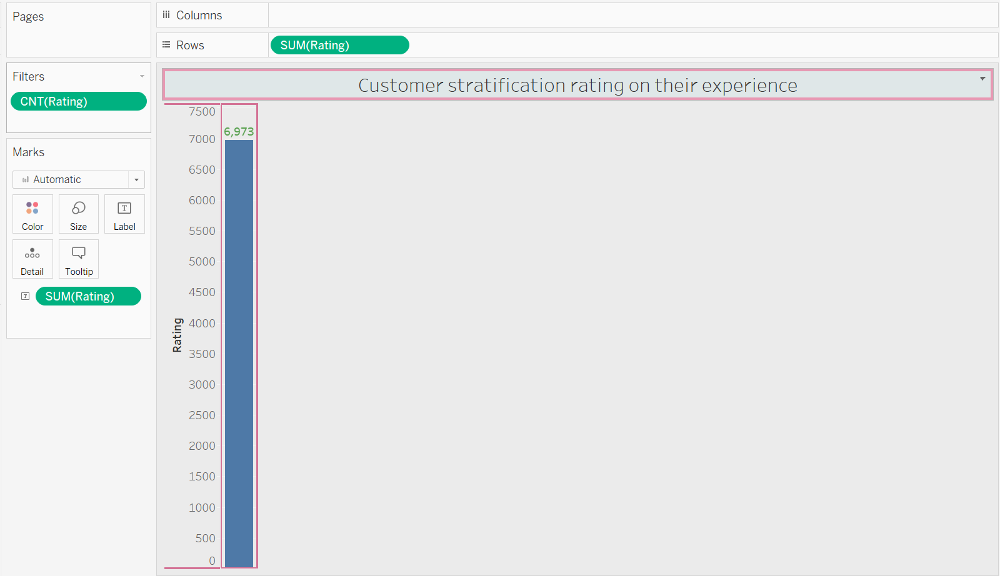 Pages
Columns
Rows
SUM(Rating)
Filters
CNT(Rating)
Marks
Automatic
Color
Size
Label
T
Detail
Tooltip
T
SUM(Rating)
Customer stratification rating on their experience
7500
6,973
7000
6500
6000
5500
5000
4500
4000
Rating
3500
3000
2500
2000
1500
1000
500
0